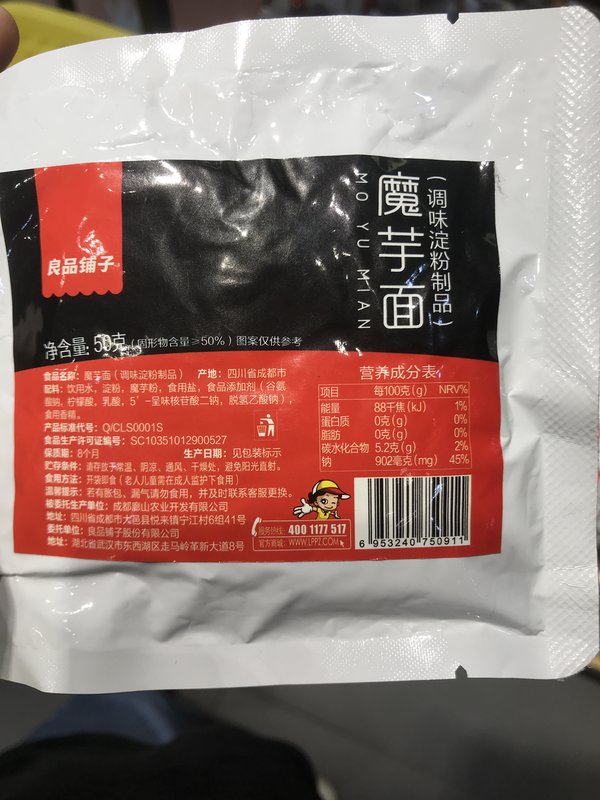 良品铺子
魔芋面
(调味淀粉制品)
MO YU MIAN
净含量:50克(固形物含量≥50%) 图案仅供参考
食品名称: 魔芋面(调味淀粉制品) 产地: 四川省成都市
配料: 饮用水, 淀粉, 魔芋粉, 食用盐, 食品添加剂(谷氨
酸钠, 柠檬酸, 乳酸, 5'-呈味核苷酸二钠, 脱氢乙酸钠),
食用香精。
产品标准代号: Q/CLS0001S
食品生产许可证编号: SC10351012900527
保质期: 8个月 生产日期: 见包装标示
贮存条件: 请存放予常温、阴凉、通风、干燥处, 避免阳光直射。
食用方法: 开袋即食(老人儿童需在成人监护下食用)
温馨提示: 若有胀包、漏气请勿食用, 并及时联系客服更换。
被委托生产单位: 成都廖山农业开发有限公司
地址: 四川省成都市大邑县悦来镇宁江村6组41号
委托单位: 良品铺子股份有限公司
地址: 湖北省武汉市东西湖区走马岭革新大道8号
营养成分表
项目 每100克(g) NRV%
能量 88千焦(kJ) 1%
蛋白质 0克(g) 0%
脂肪 0克(g) 0%
碳水化合物 5.2克(g) 2%
钠 902毫克(mg) 45%
服务热线: 400 1177 517
官方商城: WWW.LPPZ.COM
6 953240 750911